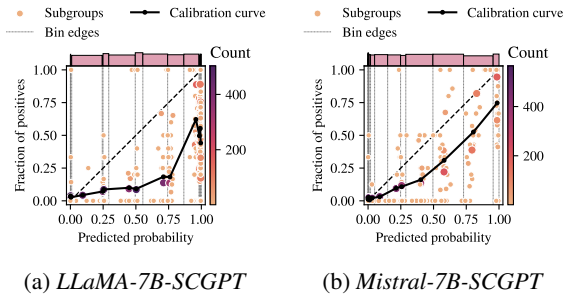 Subgroups
Calibration curve
Bin edges
Count
Fraction of positives
1.00
0.75
0.50
0.25
0.00
400
200
0.00 0.25 0.50 0.75 1.00
Predicted probability
(a) LLaMA-7B-SCGPT
Subgroups
Calibration curve
Bin edges
Count
Fraction of positives
1.00
0.75
0.50
0.25
0.00
400
200
0.00 0.25 0.50 0.75 1.00
Predicted probability
(b) Mistral-7B-SCGPT